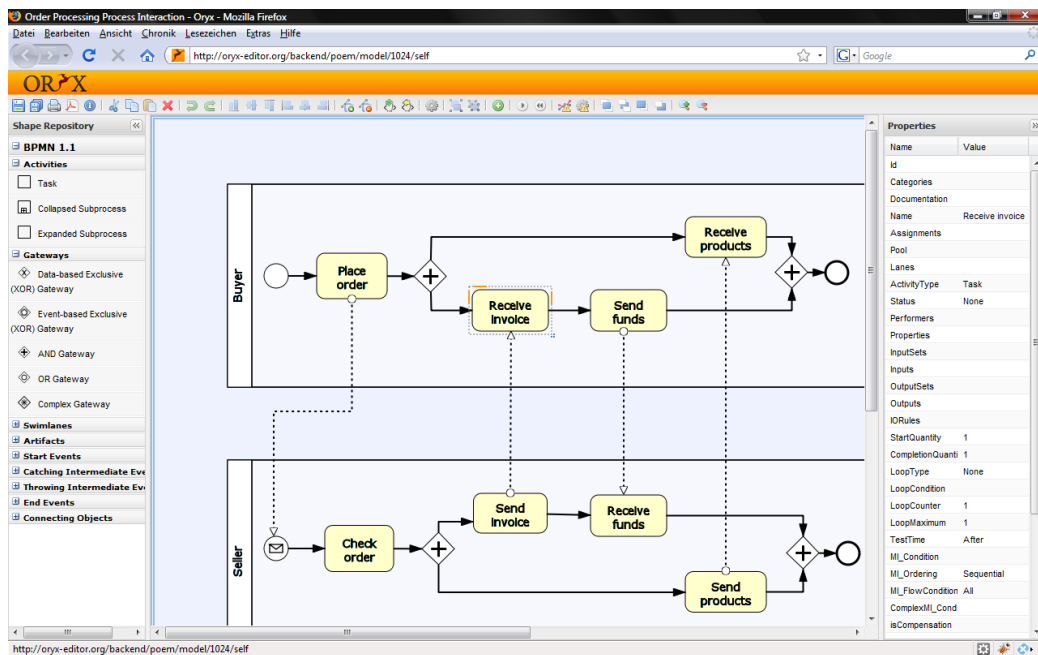 Order Processing Process Interaction - Oryx - Mozilla Firefox
Datei Bearbeiten Ansicht Chronik Lesezeichen Extras Hilfe
http://oryx-editor.org/backend/poem/model/1024/self
G Google
ORYX
Shape Repository
BPMN 1.1
Activities
Task
Collapsed Subprocess
Expanded Subprocess
Gateways
Data-based Exclusive
(XOR) Gateway
Event-based Exclusive
(XOR) Gateway
AND Gateway
OR Gateway
Complex Gateway
Swimlanes
Artifacts
Start Events
Catching Intermediate Eve
Throwing Intermediate Ev
End Events
Connecting Objects
Buyer
Place
order
Receive
invoice
Send
funds
Receive
products
Seller
Check
order
Send
invoice
Receive
funds
Send
products
Properties
Name Value
Id
Categories
Documentation
Name Receive invoice
Assignments
Pool
Lanes
ActivityType Task
Status None
Performers
Properties
InputSets
Inputs
OutputSets
Outputs
IORules
StartQuantity 1
CompletionQuanti 1
LoopType None
LoopCondition
LoopCounter 1
LoopMaximum 1
TestTime After
MI_Condition
MI_Ordering Sequential
MI_FlowCondition All
ComplexMI_Cond
isCompensation
http://oryx-editor.org/backend/poem/model/1024/self